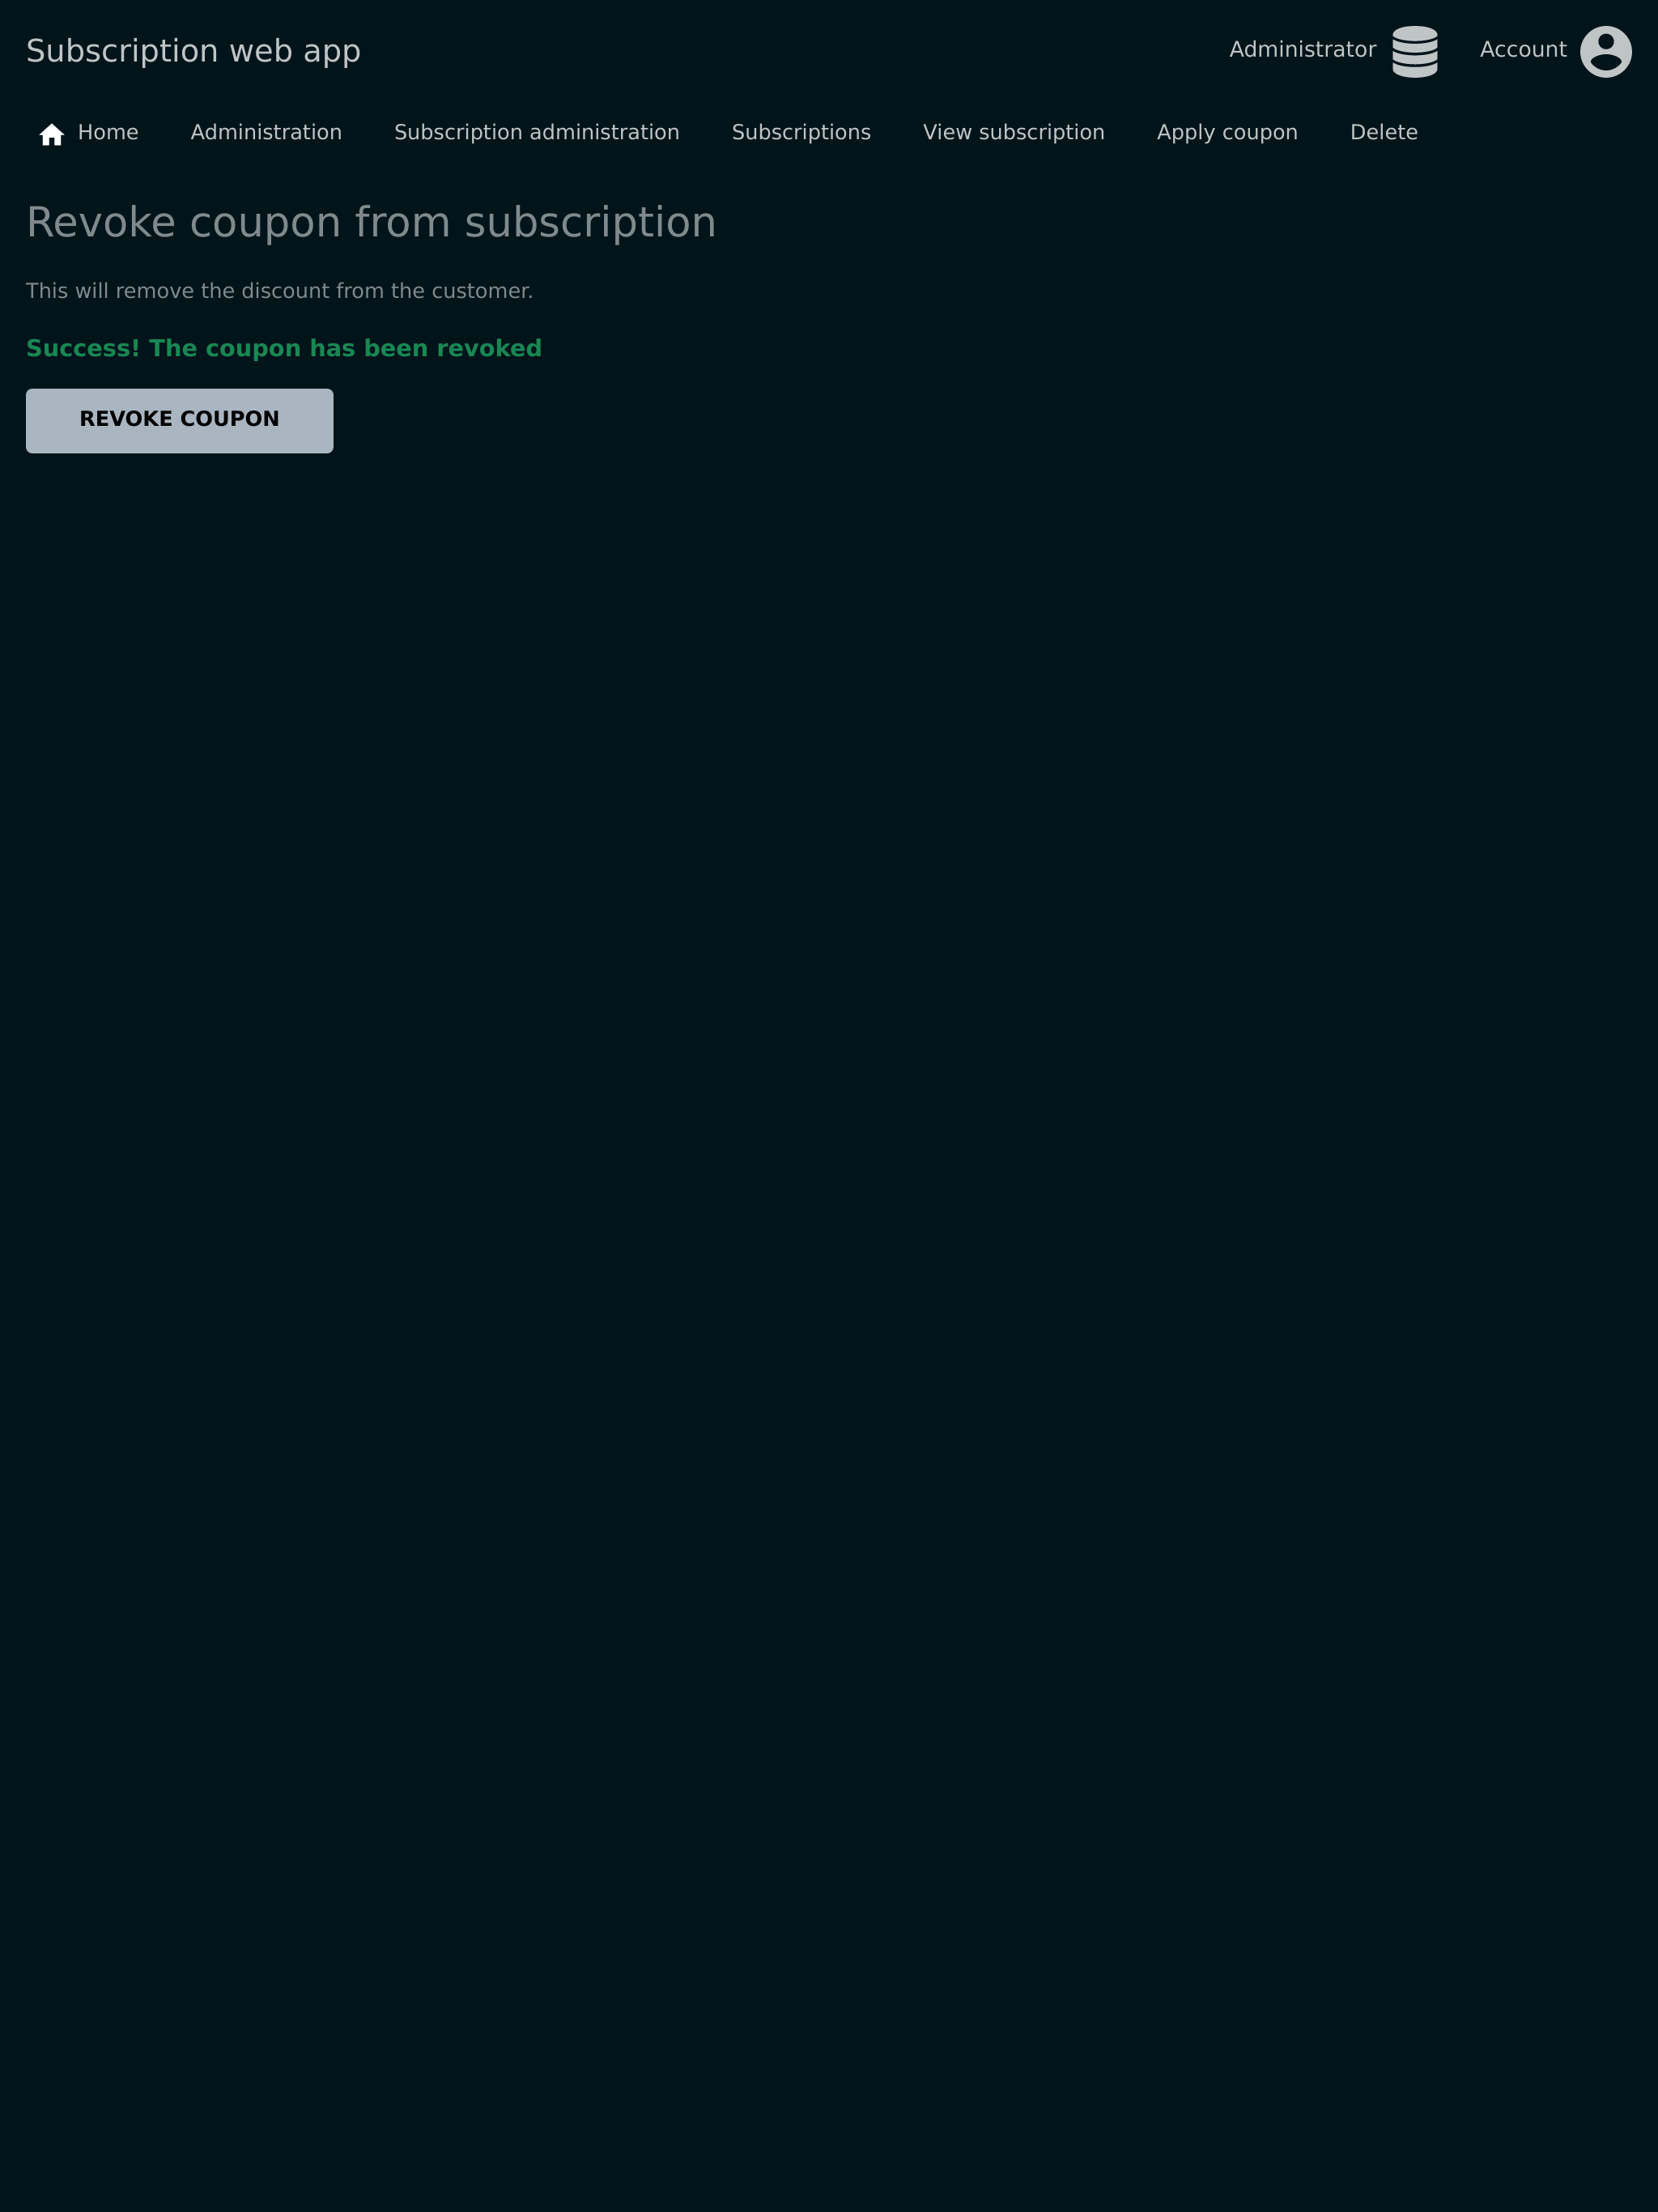 Subscription web app
Administrator
Account
Home
Administration
Subscription administration
Subscriptions
View subscription
Apply coupon
Delete
Revoke coupon from subscription
This will remove the discount from the customer.
Success! The coupon has been revoked
REVOKE COUPON